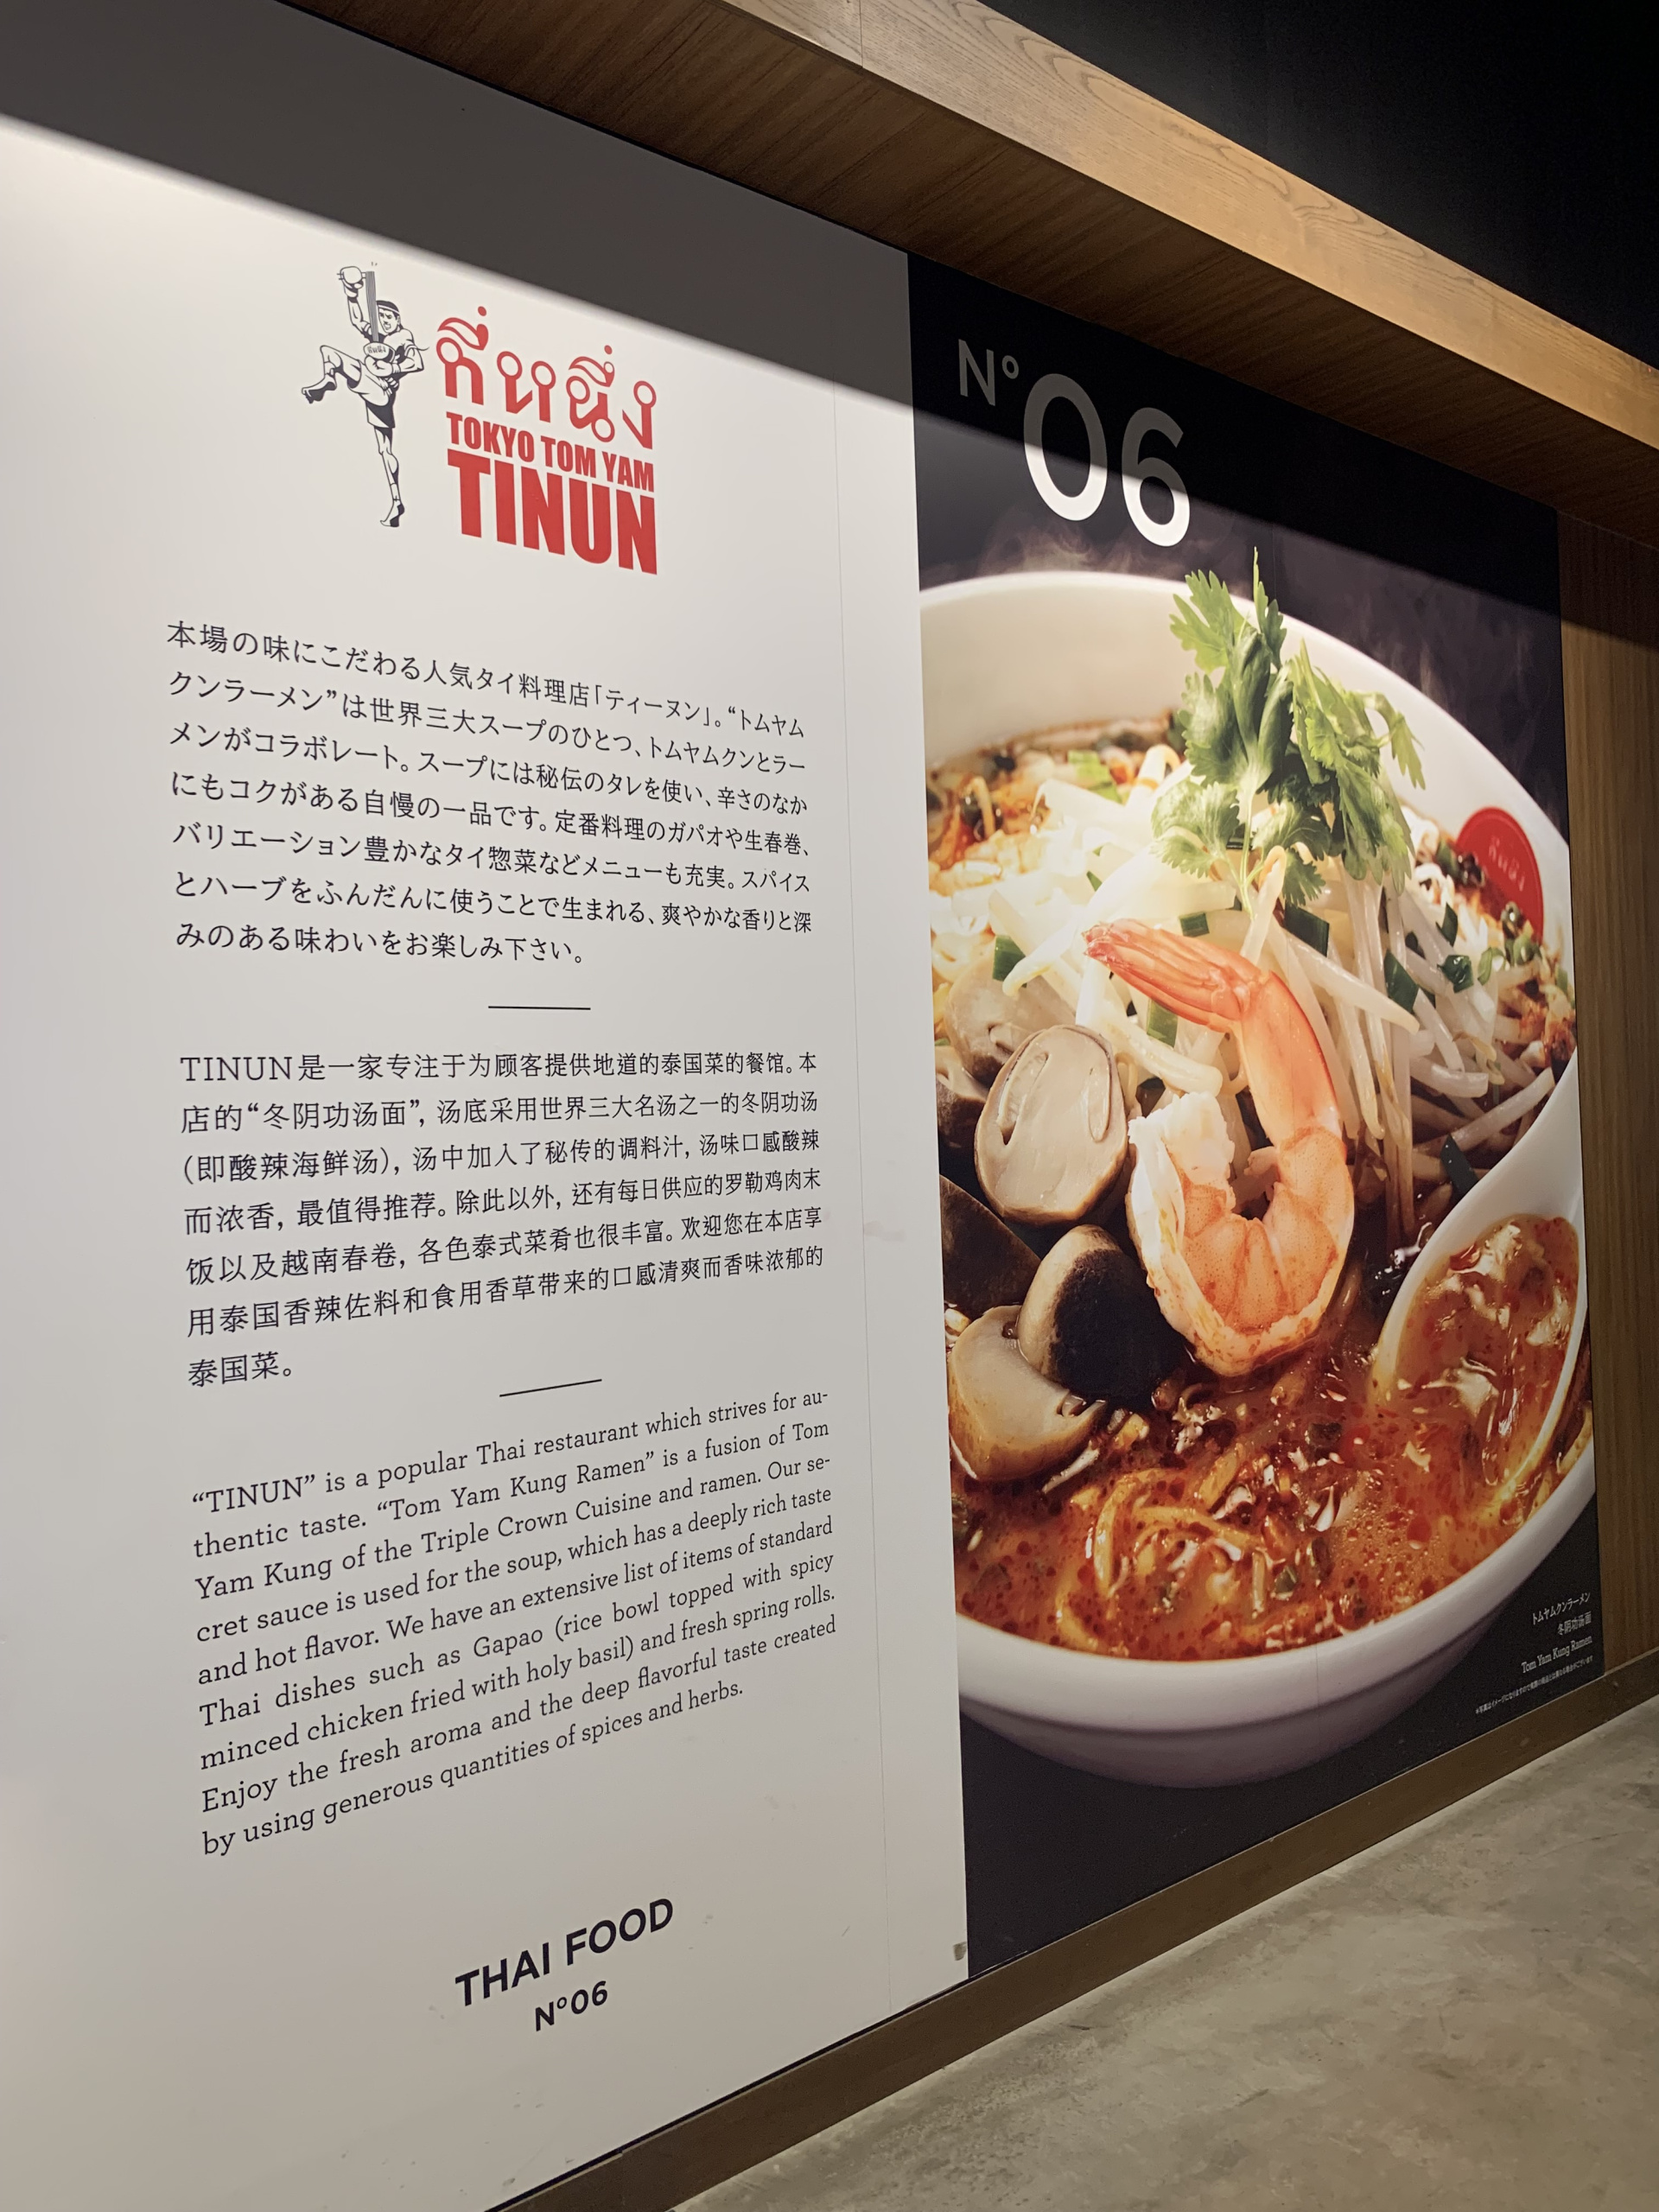 ที่หนึ่ง
TOKYO TOM YAM
TINUN
本場の味にこだわる人気タイ料理店「ティーヌン」。“トムヤム
クンラーメン”は世界三大スープのひとつ、トムヤムクンとラー
メンがコラボレート。スープには秘伝のタレを使い、辛さのなか
にもコクがある自慢の一品です。定番料理のガパオや生春巻、
バリエーション豊かなタイ惣菜などメニューも充実。スパイス
とハーブをふんだんに使うことで生まれる、爽やかな香りと深
みのある味わいをお楽しみ下さい。
TINUN是一家专注于为顾客提供地道的泰国菜的餐馆。本
店的“冬阴功汤面”，汤底采用世界三大名汤之一的冬阴功汤
（即酸辣海鲜汤），汤中加入了秘传的调料汁，汤味口感酸辣
而浓香，最值得推荐。除此以外，还有每日供应的罗勒鸡肉末
饭以及越南春卷，各色泰式菜肴也很丰富。欢迎您在本店享
用泰国香辣佐料和食用香草带来的口感清爽而香味浓郁的
泰国菜。
“TINUN” is a popular Thai restaurant which strives for au-
thentic taste. “Tom Yam Kung Ramen” is a fusion of Tom
Yam Kung of the Triple Crown Cuisine and ramen. Our se-
cret sauce is used for the soup, which has a deeply rich taste
and hot flavor. We have an extensive list of items of standard
Thai dishes such as Gapao (rice bowl topped with spicy
minced chicken fried with holy basil) and fresh spring rolls.
Enjoy the fresh aroma and the deep flavorful taste created
by using generous quantities of spices and herbs.
THAI FOOD
N°06
N°06
トムヤムクンラーメン
冬阴功汤面
Tom Yam Kung Ramen